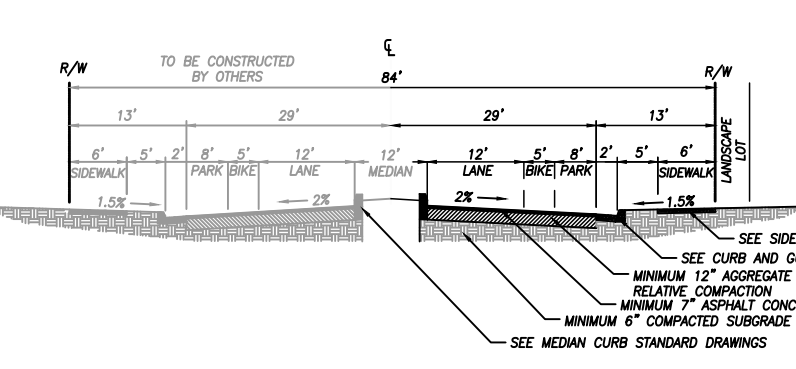 ℄
R/W
TO BE CONSTRUCTED
BY OTHERS
84'
R/W
13'
29'
29'
13'
6'
5'
2'
8'
5'
12'
12'
12'
5'
8'
2'
5'
6'
SIDEWALK
PARK
BIKE
LANE
MEDIAN
LANE
BIKE
PARK
SIDEWALK
LANDSCAPE
LOT
1.5%
2%
2%
1.5%
SEE SIDE
SEE CURB AND G
MINIMUM 12" AGGREGATE
RELATIVE COMPACTION
MINIMUM 7" ASPHALT CONC
MINIMUM 6" COMPACTED SUBGRADE
SEE MEDIAN CURB STANDARD DRAWINGS